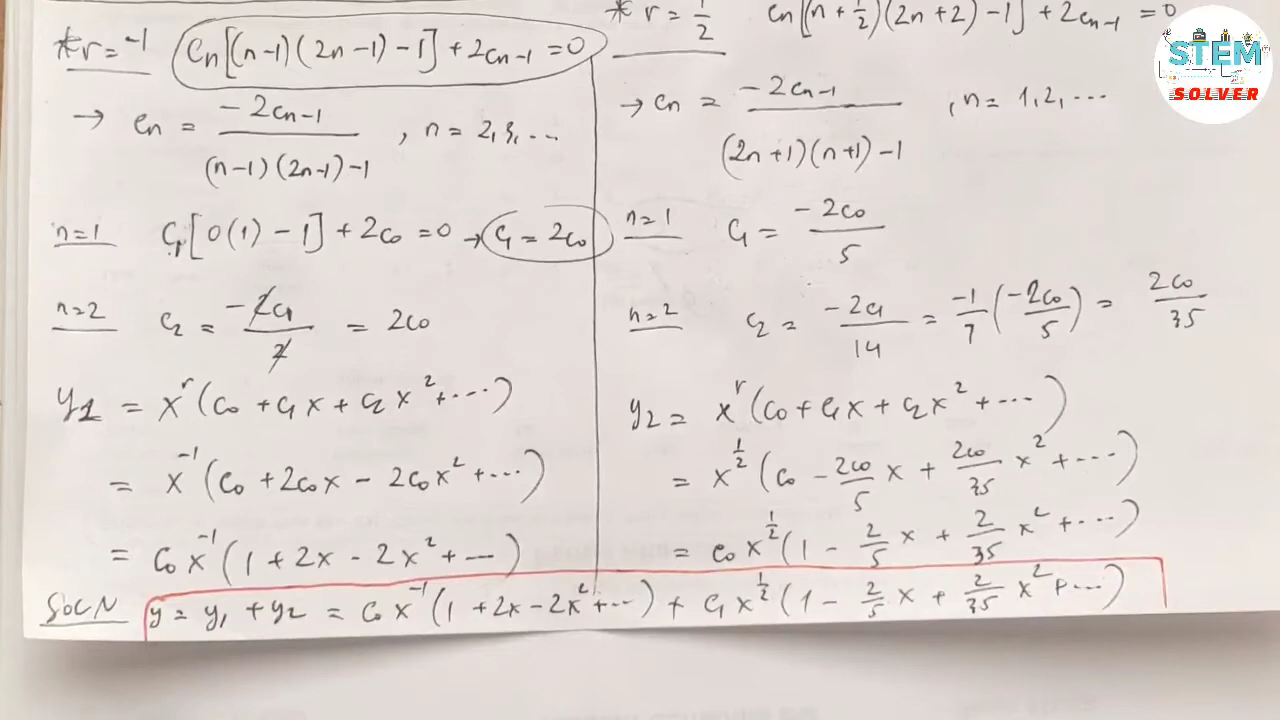 *r = -1   Cn[(n-1)(2n-1)-1] + 2Cn-1 = 0
→ Cn = -2Cn-1 / (n-1)(2n-1)-1 , n = 2,3,...
n=1   C1[0(1)-1] + 2C0 = 0 → C1 = 2C0
n=2   C2 = -2C1 / 2 = 2C0
y1 = x^r (C0 + C1x + C2x^2 + ...)
= x^-1 (C0 + 2C0x - 2C0x^2 + ...)
= C0x^-1 (1 + 2x - 2x^2 + ...)
*r = 1/2   Cn[(n+1/2)(2n+2)-1] + 2Cn-1 = 0
→ Cn = -2Cn-1 / (2n+1)(n+1)-1 , n = 1,2,...
n=1   C1 = -2C0 / 5
n=2   C2 = -2C1 / 14 = -1/7 (-2C0/5) = 2C0/35
y2 = x^r (C0 + C1x + C2x^2 + ...)
= x^1/2 (C0 - 2C0/5 x + 2C0/35 x^2 + ...)
= C0x^1/2 (1 - 2/5 x + 2/35 x^2 + ...)
y = y1 + y2 = C0x^-1 (1 + 2x - 2x^2 + ...) + C1x^1/2 (1 - 2/5 x + 2/35 x^2 + ...)
STEM
SOLVER